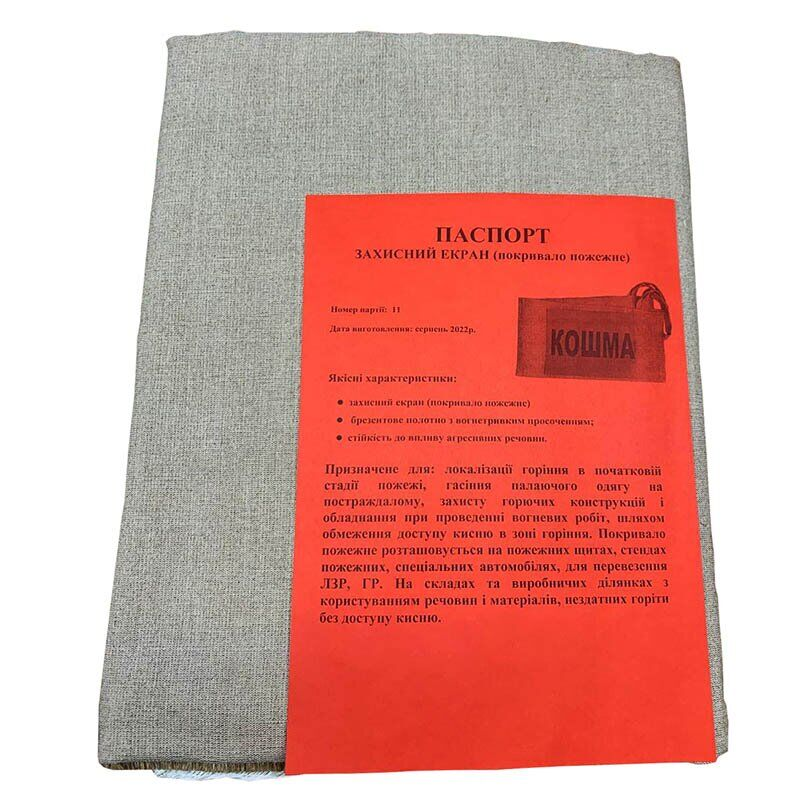 ПАСПОРТ
ЗАХИСНИЙ ЕКРАН (покривало пожежне)
Номер партії: 11
Дата виготовлення: серпень 2022р.
КОШМА
Якісні характеристики:
● захисний екран (покривало пожежне)
● брезентове полотно з вогнетривким просоченням;
● стійкість до впливу агресивних речовин.
Призначене для: локалізації горіння в початковій
стадії пожежі, гасіння палаючого одягу на
постраждалому, захисту горючих конструкцій і
обладнання при проведенні вогневих робіт, шляхом
обмеження доступу кисню в зоні горіння. Покривало
пожежне розташовується на пожежних щитах, стендах
пожежних, спеціальних автомобілях, для перевезення
ЛЗР, ГР. На складах та виробничих ділянках з
користуванням речовин і матеріалів, нездатних горіти
без доступу кисню.